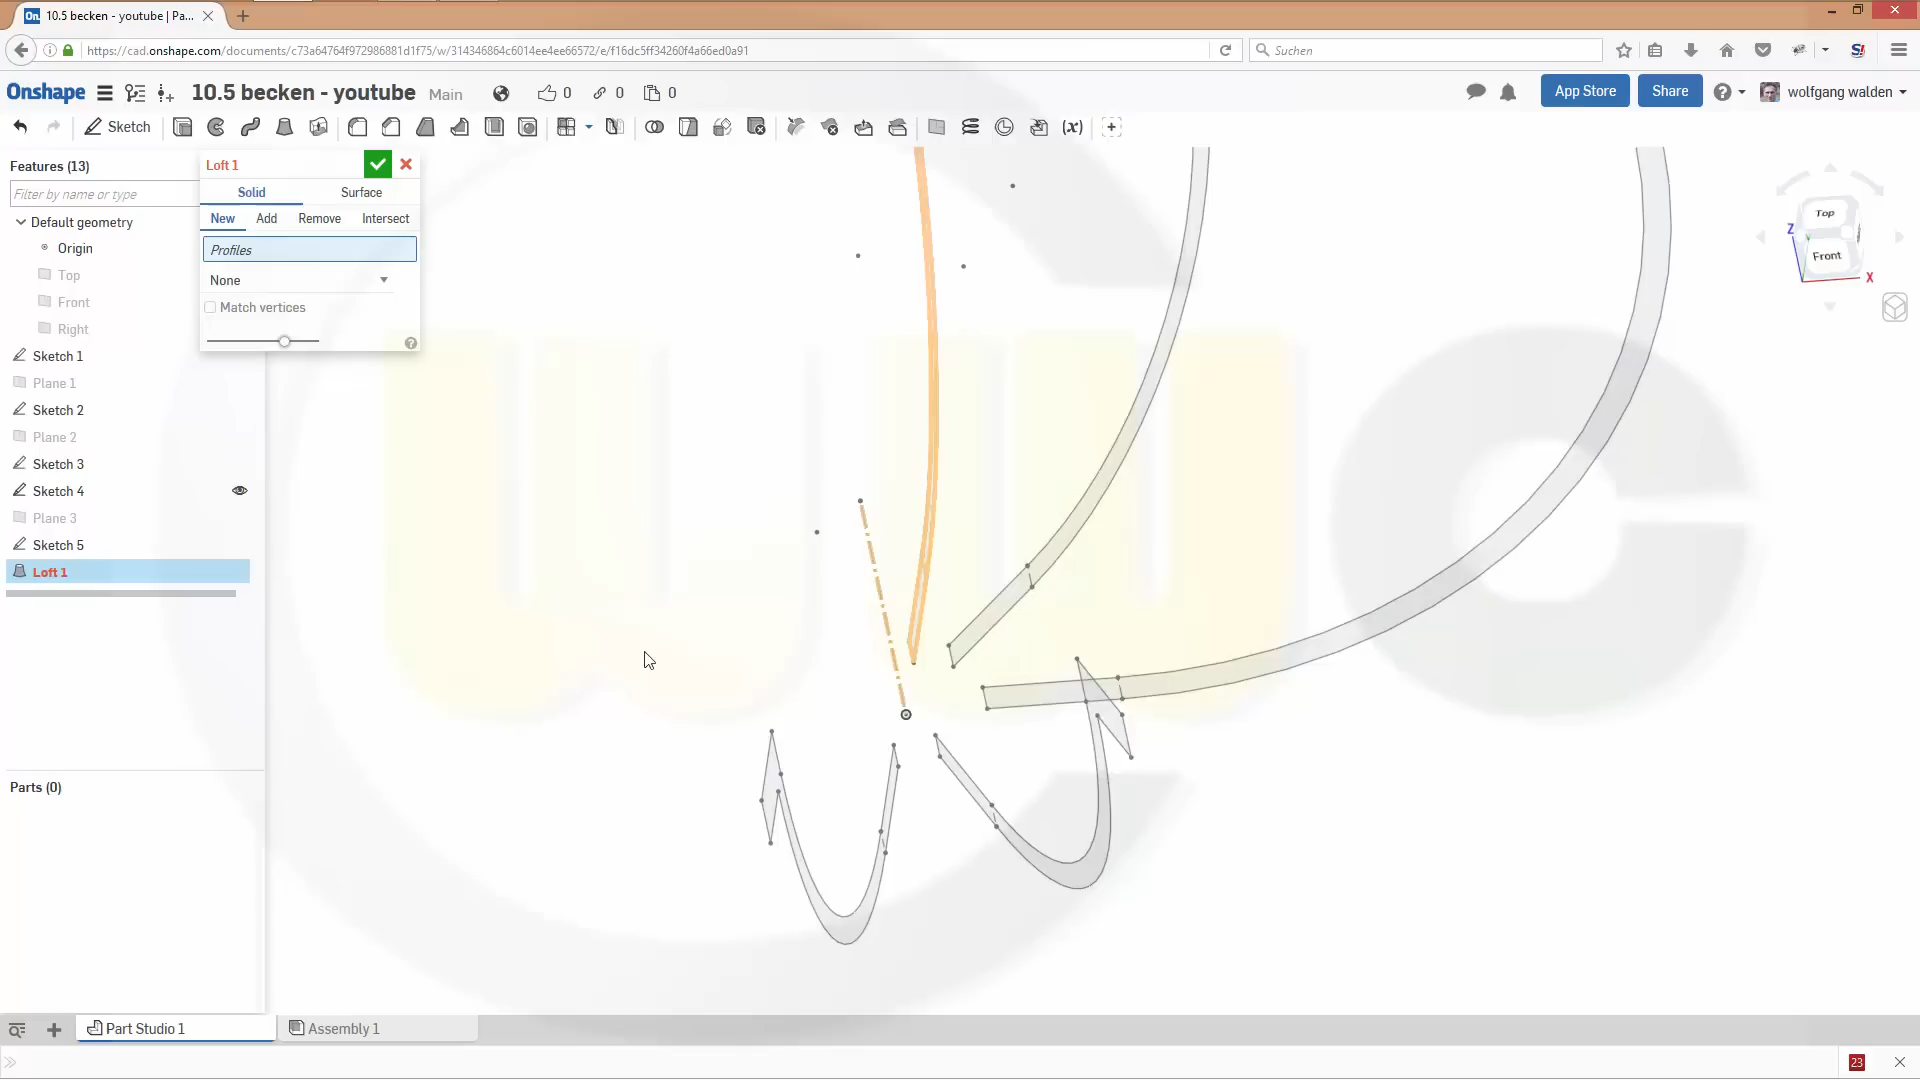 On 10.5 becken - youtube | Pa...
https://cad.onshape.com/documents/c73a64764f972986881d1f75/w/314346864c6014ee4ee66572/e/f16dc5ff34260f4a66ed0a91
Suchen
S!
Onshape
10.5 becken - youtube
Main
0
0
0
App Store
Share
wolfgang walden
Sketch
(x)
Features (13)
Filter by name or type
Default geometry
Origin
Top
Front
Right
Sketch 1
Plane 1
Sketch 2
Plane 2
Sketch 3
Sketch 4
Plane 3
Sketch 5
Loft 1
Parts (0)
Loft 1
Solid
Surface
New
Add
Remove
Intersect
Profiles
None
Match vertices
Top
Z
Front
X
wwc
Part Studio 1
Assembly 1
23